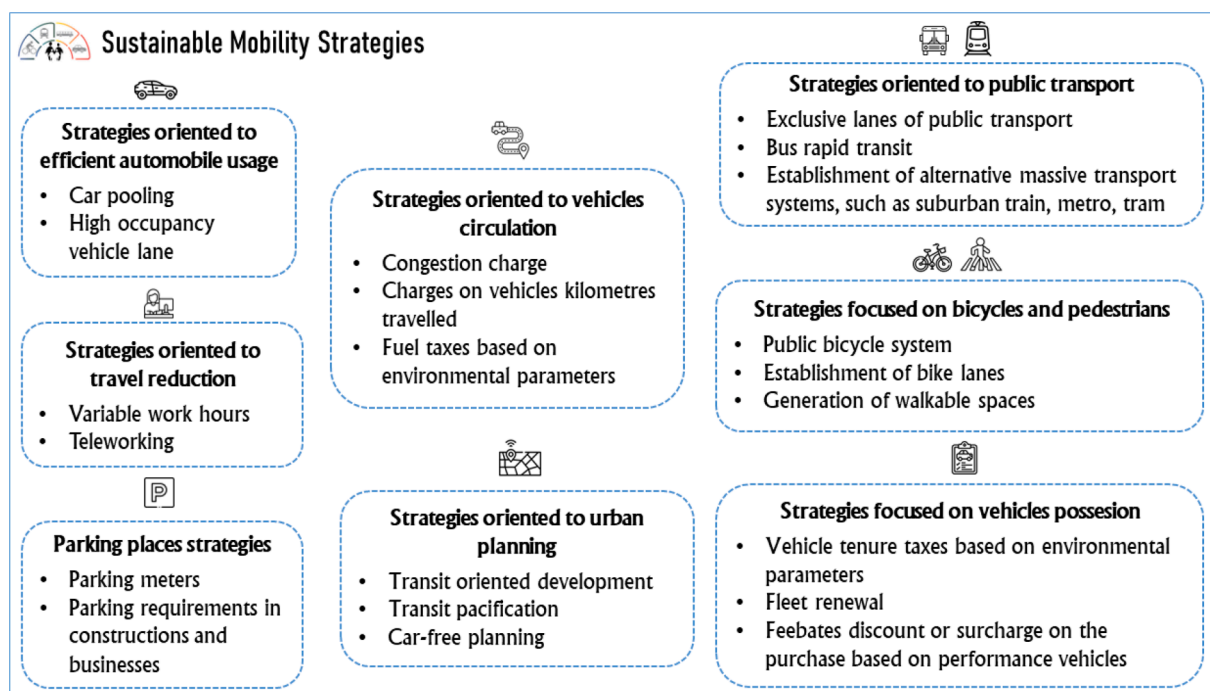 Sustainable Mobility Strategies
Strategies oriented to
efficient automobile usage
• Car pooling
• High occupancy
vehicle lane
Strategies oriented to
travel reduction
• Variable work hours
• Teleworking
P
Parking places strategies
• Parking meters
• Parking requirements in
constructions and
businesses
Strategies oriented to vehicles
circulation
• Congestion charge
• Charges on vehicles kilometres
travelled
• Fuel taxes based on
environmental parameters
Strategies oriented to urban
planning
• Transit oriented development
• Transit pacification
• Car-free planning
Strategies oriented to public transport
• Exclusive lanes of public transport
• Bus rapid transit
• Establishment of alternative massive transport
systems, such as suburban train, metro, tram
Strategies focused on bicycles and pedestrians
• Public bicycle system
• Establishment of bike lanes
• Generation of walkable spaces
Strategies focused on vehicles possesion
• Vehicle tenure taxes based on environmental
parameters
• Fleet renewal
• Feebates discount or surcharge on the
purchase based on performance vehicles